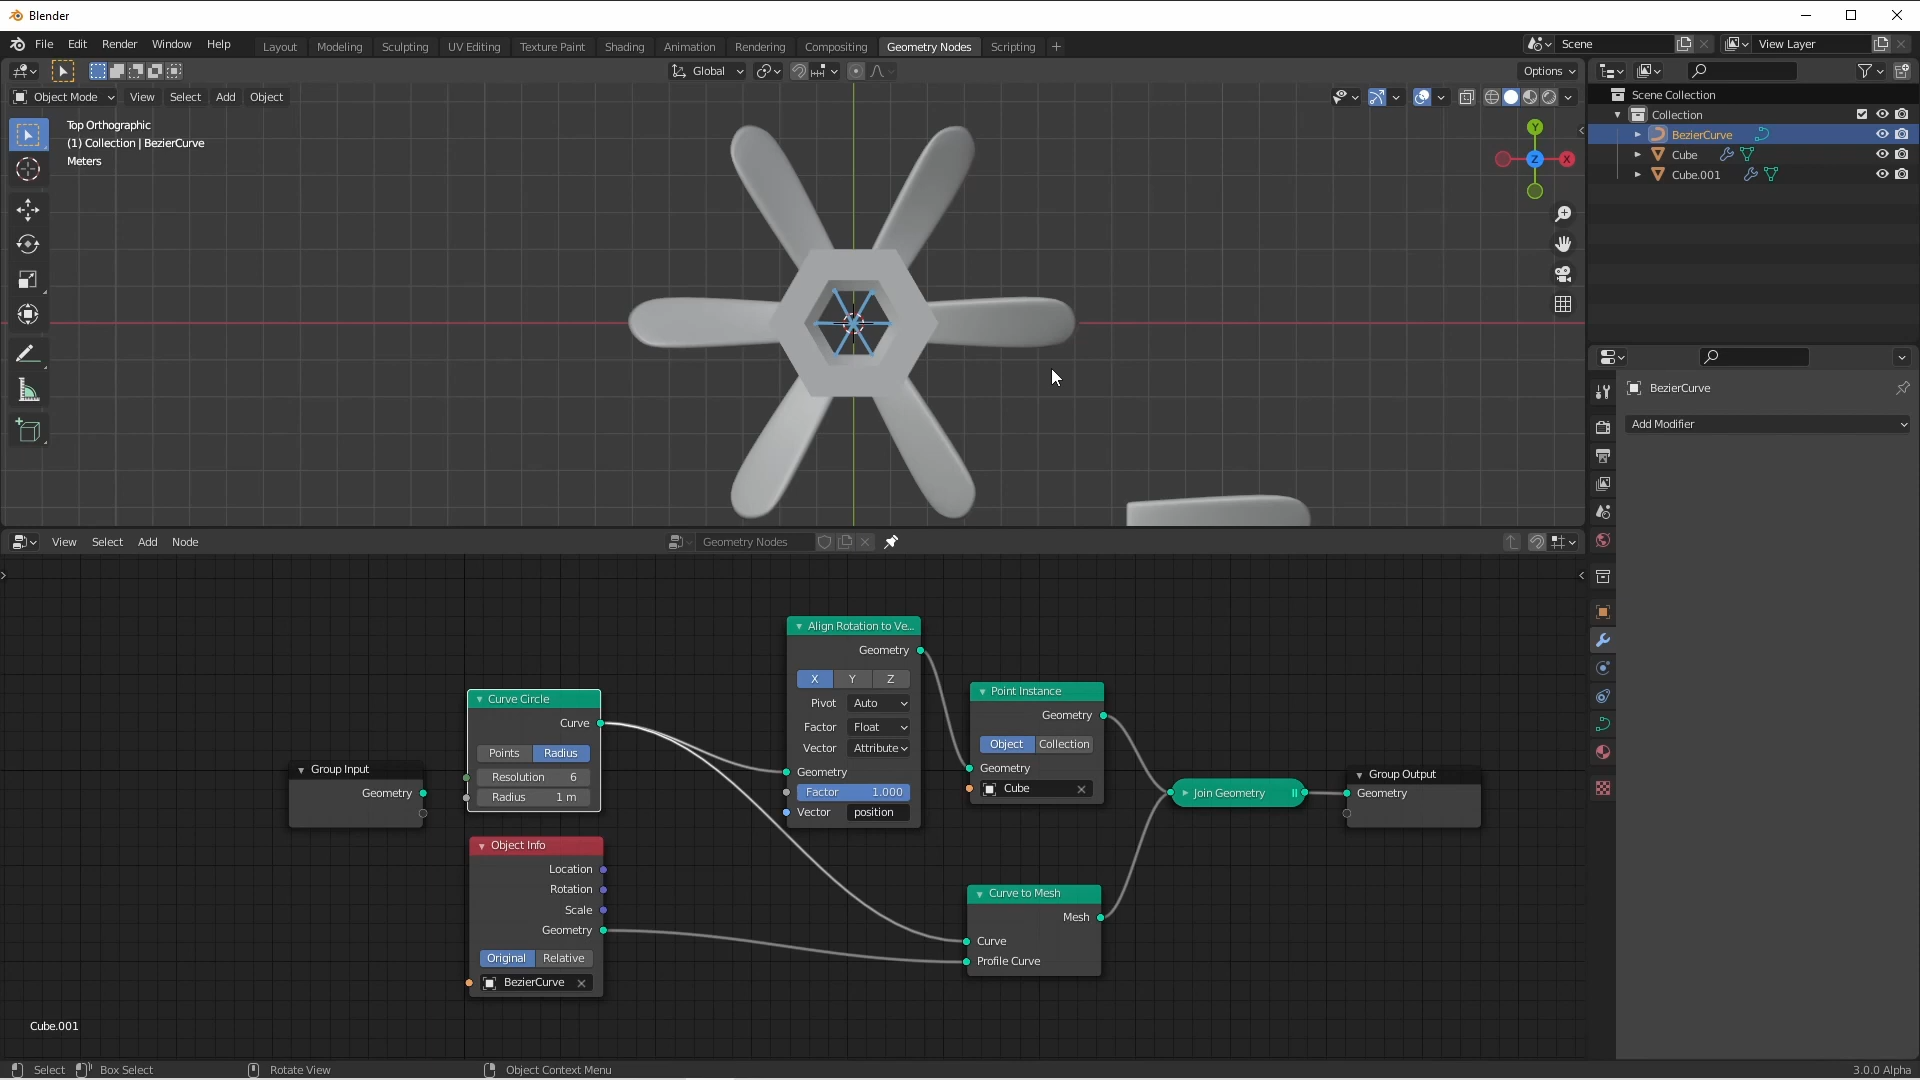 Blender
File Edit Render Window Help
Layout Modeling Sculpting UV Editing Texture Paint Shading Animation Rendering Compositing Geometry Nodes Scripting +
Scene
View Layer
Global
Options
Object Mode View Select Add Object
Top Orthographic
(1) Collection | BezierCurve
Meters
Y
Z
X
Scene Collection
Collection
BezierCurve
Cube
Cube.001
BezierCurve
Add Modifier
View Select Add Node
Geometry Nodes
Group Input
Geometry
Curve Circle
Curve
Points Radius
Resolution 6
Radius 1 m
Object Info
Location
Rotation
Scale
Geometry
Original Relative
BezierCurve
Align Rotation to Ve...
Geometry
X Y Z
Pivot Auto
Factor Float
Vector Attribute
Geometry
Factor 1.000
Vector position
Point Instance
Geometry
Object Collection
Geometry
Cube
Curve to Mesh
Mesh
Curve
Profile Curve
Join Geometry
Group Output
Geometry
Cube.001
Select Box Select Rotate View Object Context Menu
3.0.0 Alpha